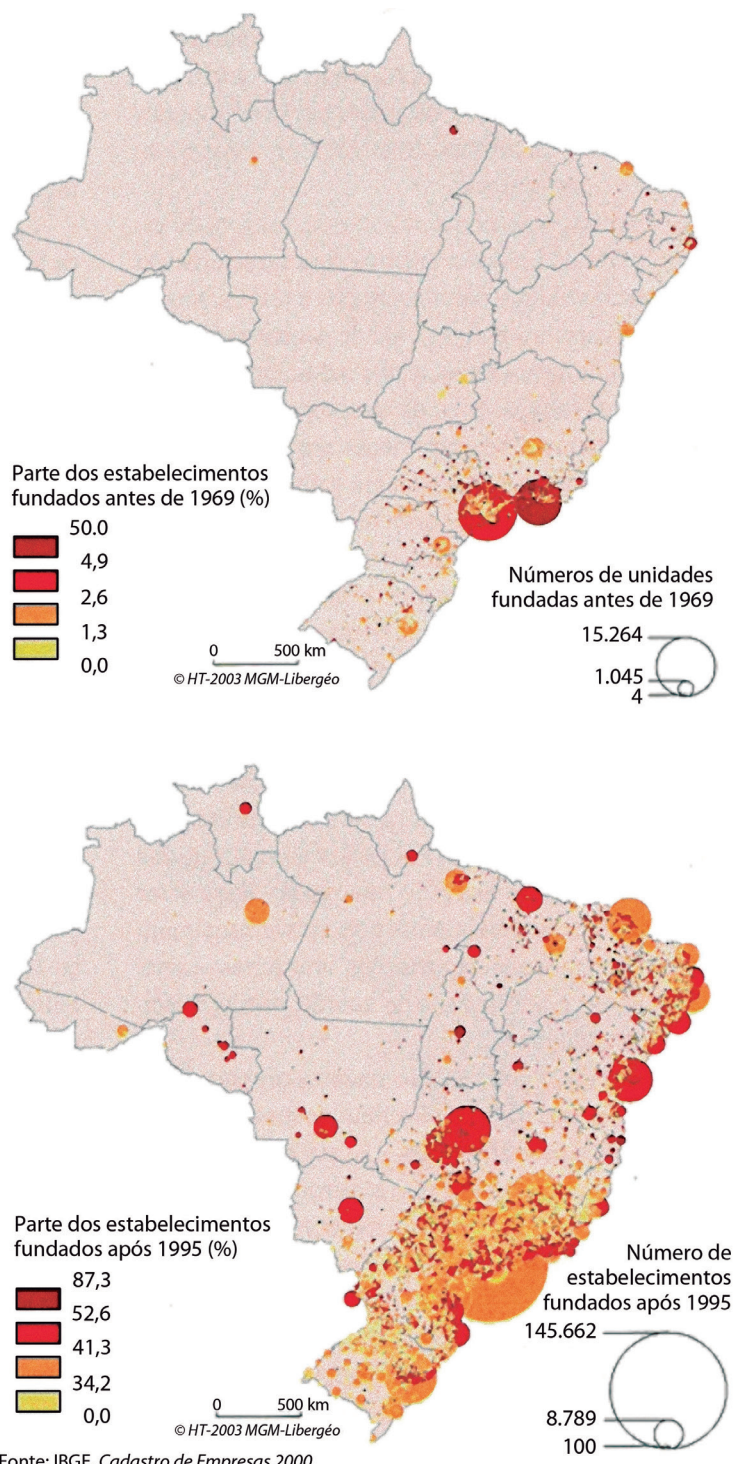 Parte dos estabelecimentos
fundados antes de 1969 (%)
50.0
4,9
2,6
1,3
0,0
0 500 km
© HT-2003 MGM-Libergéo
Números de unidades
fundadas antes de 1969
15.264
1.045
4
Parte dos estabelecimentos
fundados após 1995 (%)
87,3
52,6
41,3
34,2
0,0
0 500 km
© HT-2003 MGM-Libergéo
Número de
estabelecimentos
fundados após 1995
145.662
8.789
100
Fonte: IBGE, Cadastro de Empresas 2000